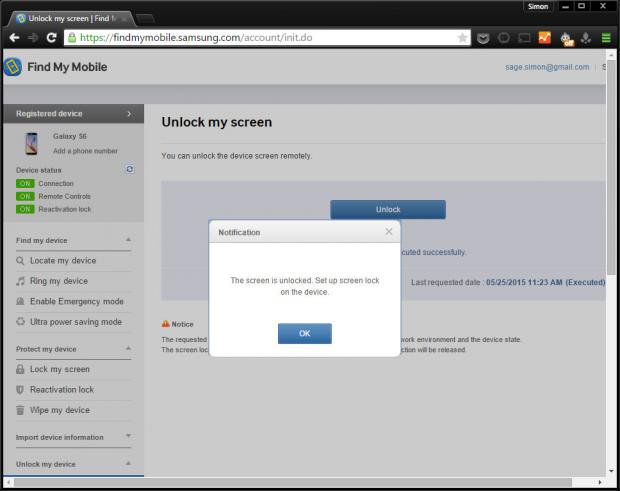 Simon
Unlock my screen | Find M
https://findmymobile.samsung.com/account/init.do
off
Find My Mobile
sage.simon@gmail.com | S
Registered device
Galaxy S6
Add a phone number
Device status
ON Connection
ON Remote Controls
ON Reactivation lock
Find my device
Locate my device
Ring my device
Enable Emergency mode
Ultra power saving mode
Protect my device
Lock my screen
Reactivation lock
Wipe my device
Import device information
Unlock my device
Unlock my screen
You can unlock the device screen remotely.
Unlock
cuted successfully.
Last requested date : 05/25/2015 11:23 AM (Executed)
Notice
The requested
work environment and the device state.
The screen loc
ction will be released.
Notification
The screen is unlocked. Set up screen lock
on the device.
OK